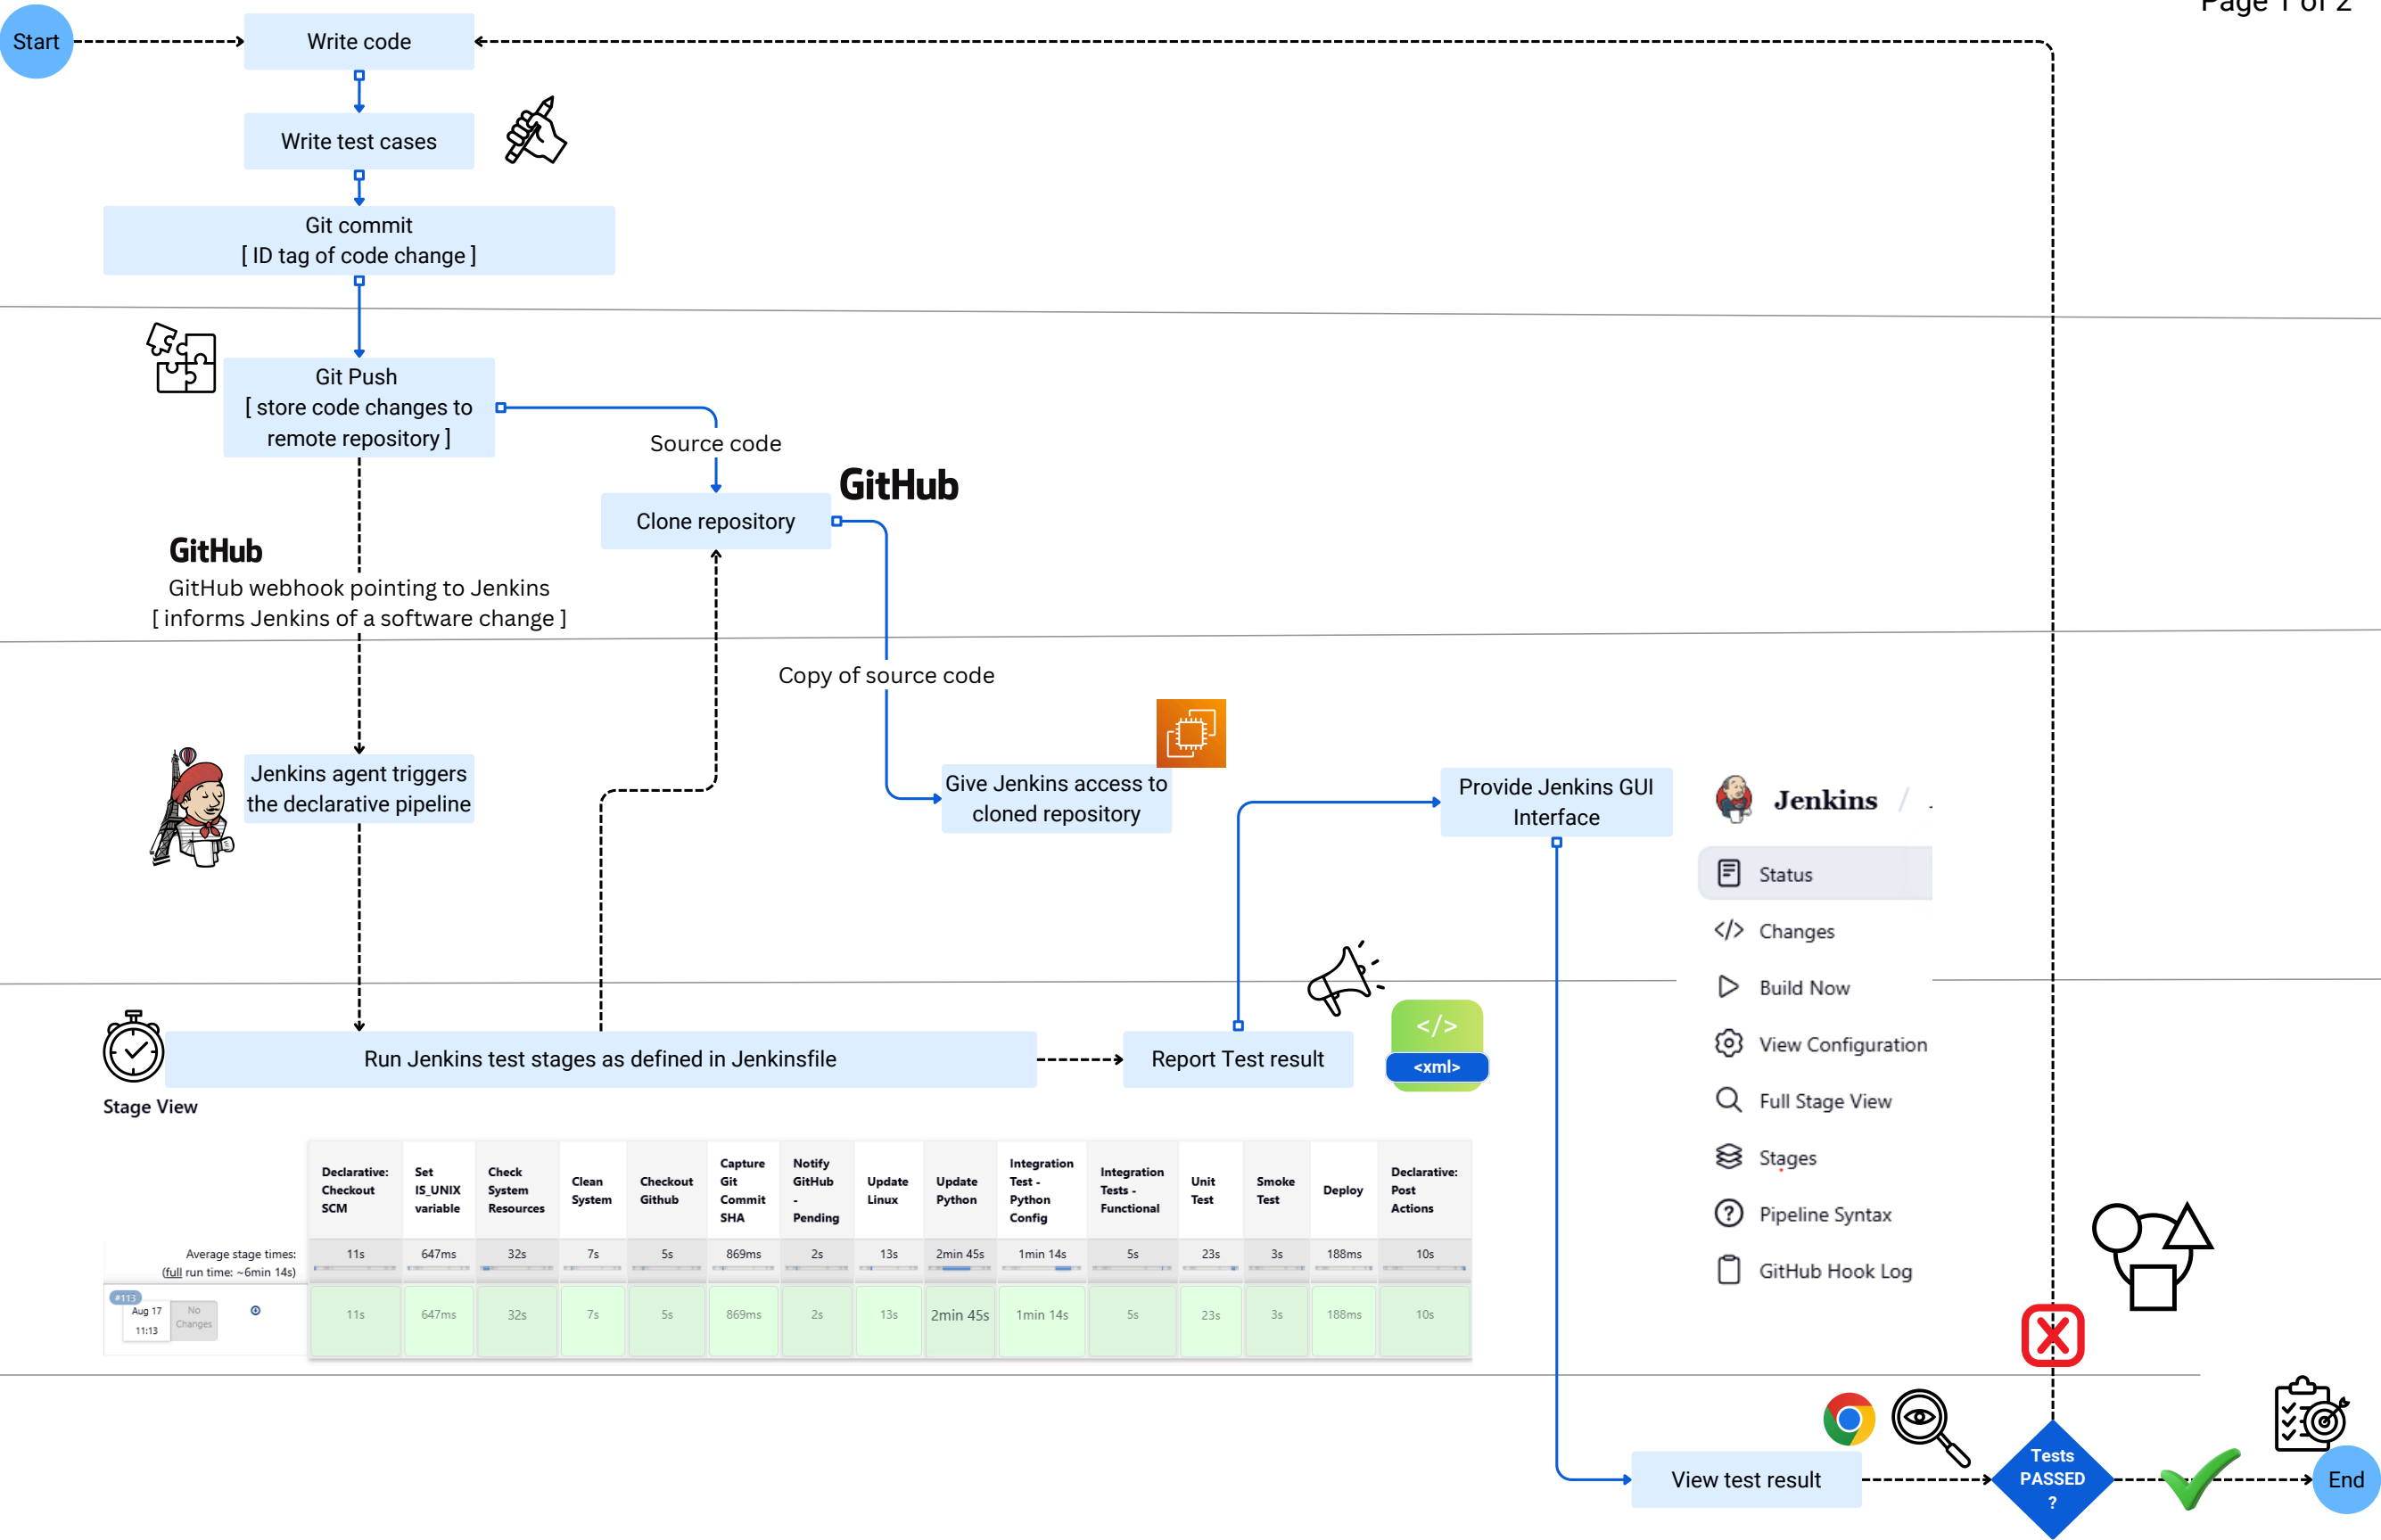 Page 1 of 2
Start
Write code
Write test cases
Git commit
[ ID tag of code change ]
Git Push
[ store code changes to
remote repository ]
Source code
GitHub
Clone repository
GitHub
GitHub webhook pointing to Jenkins
[ informs Jenkins of a software change ]
Copy of source code
Jenkins agent triggers
the declarative pipeline
Give Jenkins access to
cloned repository
Provide Jenkins GUI
Interface
Jenkins /
Status
</> Changes
Build Now
View Configuration
Full Stage View
Stages
Pipeline Syntax
GitHub Hook Log
Run Jenkins test stages as defined in Jenkinsfile
Report Test result
</>
<xml>
Stage View
Declarative:
Checkout
SCM
Set
IS_UNIX
variable
Check
System
Resources
Clean
System
Checkout
Github
Capture
Git
Commit
SHA
Notify
GitHub
-
Pending
Update
Linux
Update
Python
Integration
Test -
Python
Config
Integration
Tests -
Functional
Unit
Test
Smoke
Test
Deploy
Declarative:
Post
Actions
Average stage times:
(full run time: ~6min 14s)
11s 647ms 32s 7s 5s 869ms 2s 13s 2min 45s 1min 14s 5s 23s 3s 188ms 10s
#113
Aug 17
11:13
No
Changes
11s 647ms 32s 7s 5s 869ms 2s 13s 2min 45s 1min 14s 5s 23s 3s 188ms 10s
View test result
Tests
PASSED
?
End